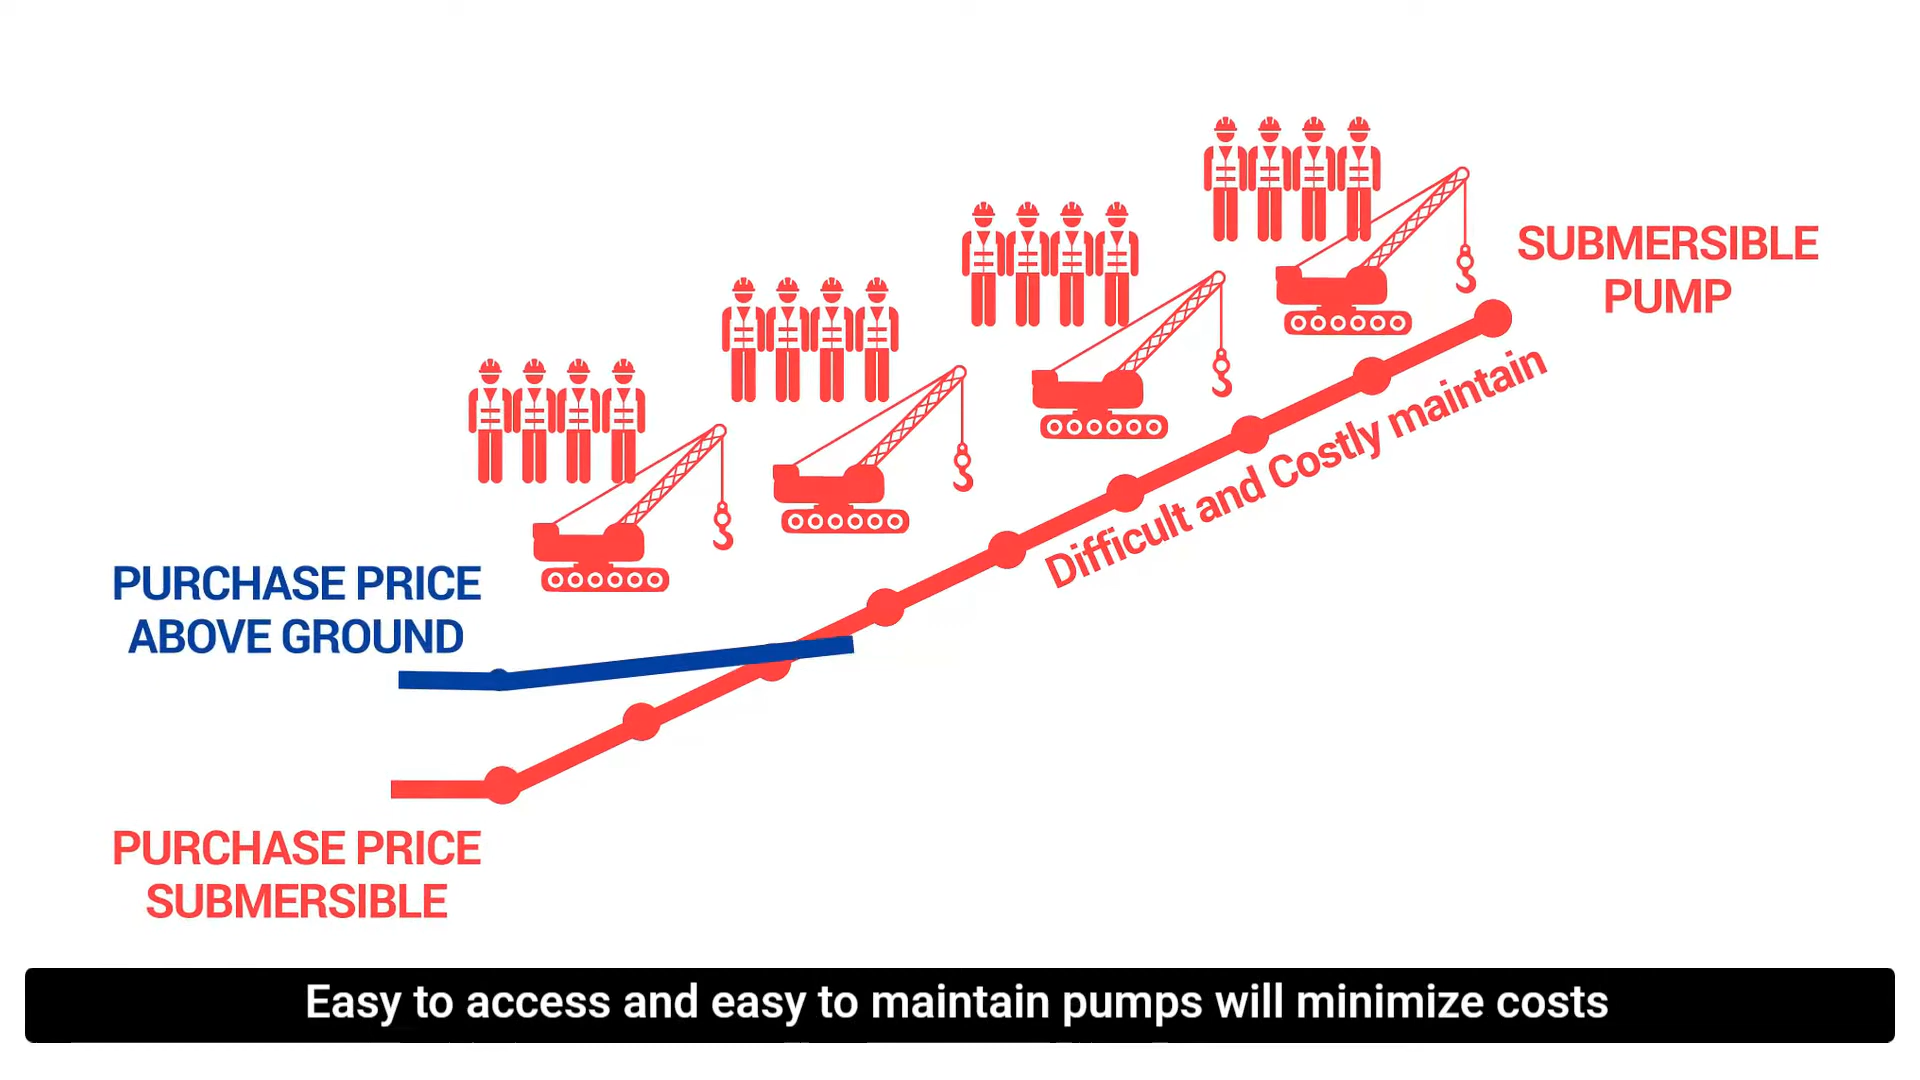 SUBMERSIBLE
PUMP
Difficult and Costly maintain
PURCHASE PRICE
ABOVE GROUND
PURCHASE PRICE
SUBMERSIBLE
Easy to access and easy to maintain pumps will minimize costs